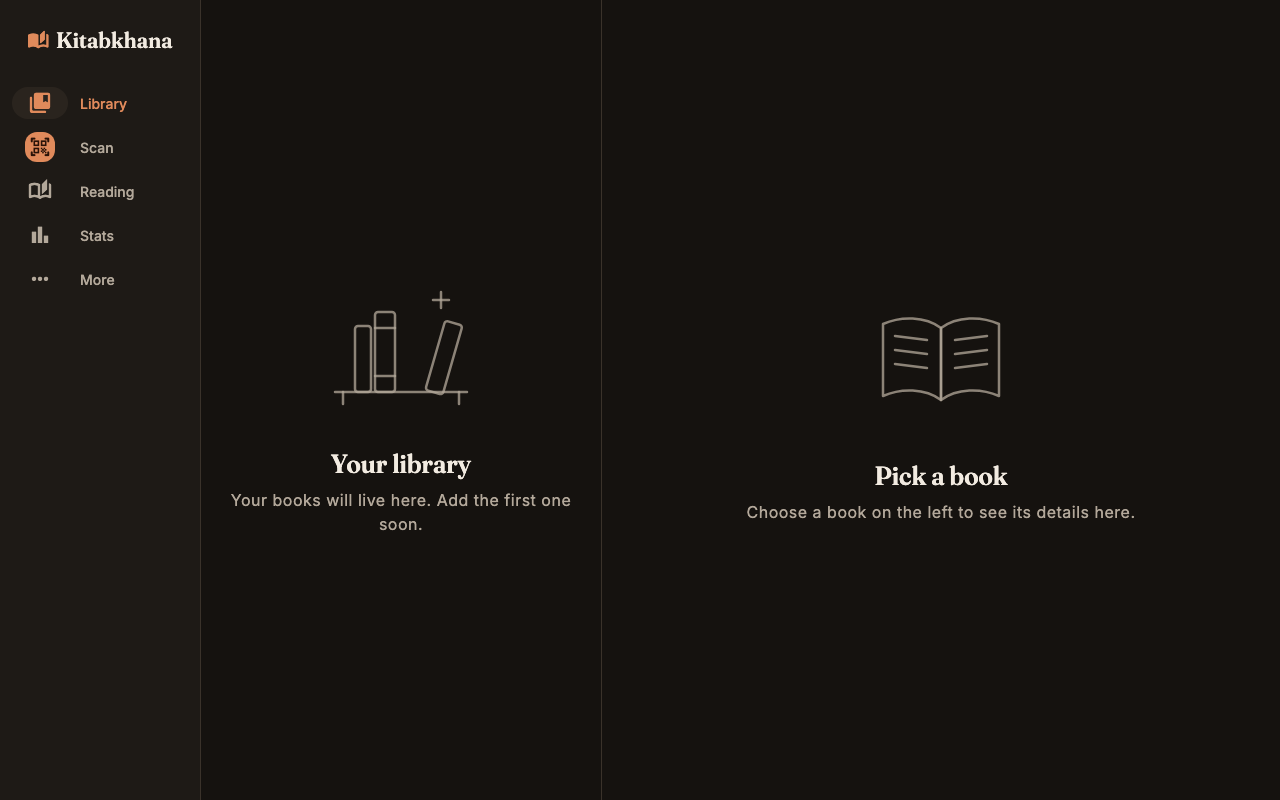 Kitabkhana
Library
Scan
Reading
Stats
More
Your library
Your books will live here. Add the first one
soon.
Pick a book
Choose a book on the left to see its details here.